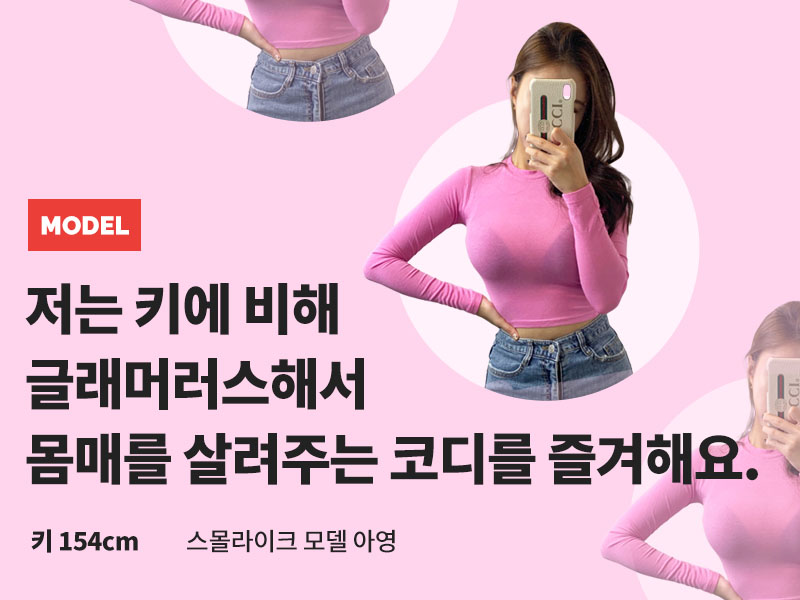 MODEL
저는 키에 비해
글래머러스해서
몸매를 살려주는 코디를 즐겨해요.
키 154cm
스몰라이크 모델 아영